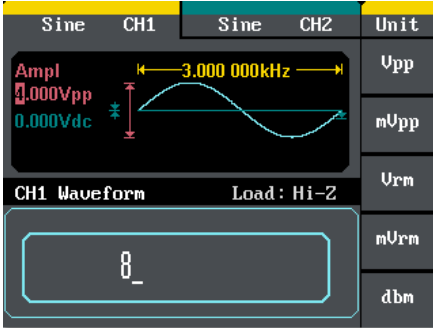 Sine CH1 Sine CH2 Unit
Ampl 3.000 000kHz Vpp
4.000Vpp
0.000Vdc mVpp
Vrm
CH1 Waveform Load: Hi-Z
mVrm
8_
dbm